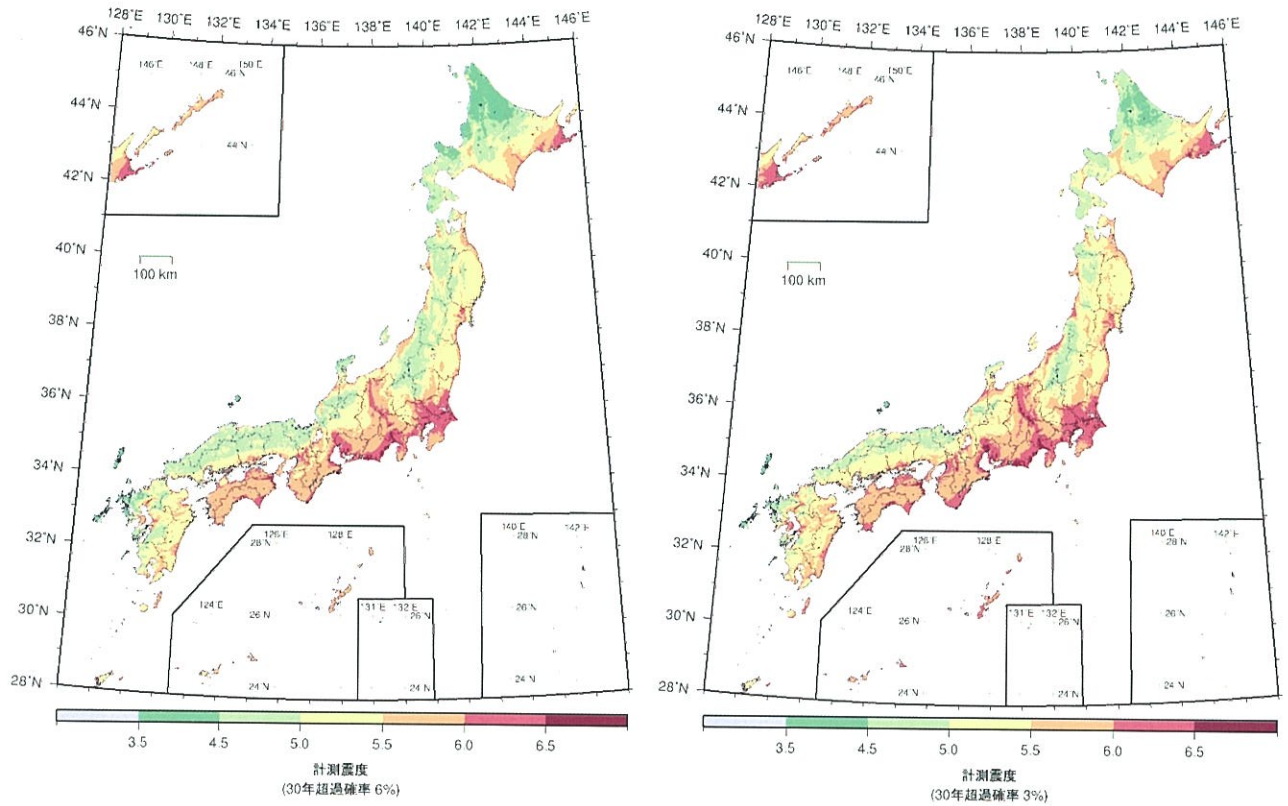 128°E 130°E 132°E 134°E 136°E 138°E 140°E 142°E 144°E 146°E
46°N
146°E 148°E 150°E
46°N
44°N
44°N
42°N
40°N
100 km
38°N
36°N
34°N
32°N
126°E 128°E
28°N
124°E
26°N
131°E 132°E
26°N
140°E 142°E
28°N
26°N
30°N
28°N
24°N
24°N
24°N
3.5 4.5 5.0 5.5 6.0 6.5
計測震度
(30年超過確率 6%)
128°E 130°E 132°E 134°E 136°E 138°E 140°E 142°E 144°E 146°E
46°N
146°E 148°E 150°E
46°N
44°N
44°N
42°N
40°N
100 km
38°N
36°N
34°N
32°N
126°E 128°E
28°N
124°E
26°N
131°E 132°E
26°N
140°E 142°E
28°N
26°N
30°N
28°N
24°N
24°N
24°N
3.5 4.5 5.0 5.5 6.0 6.5
計測震度
(30年超過確率 3%)